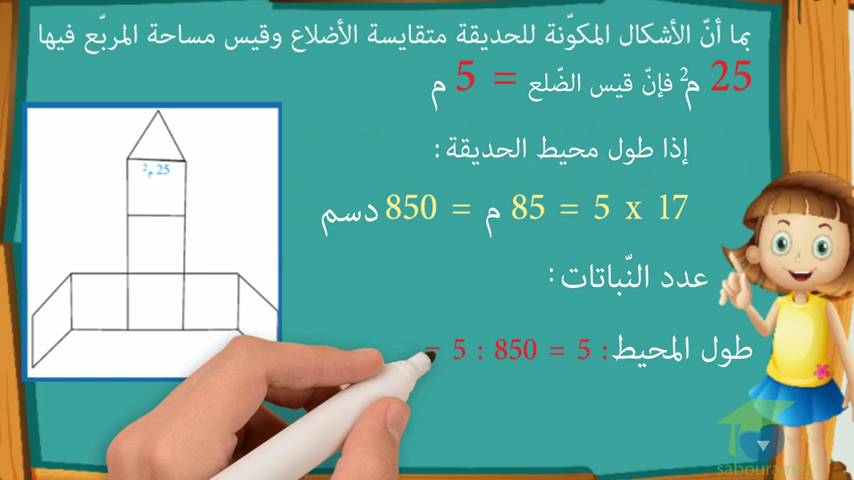 بما أنّ الأشكال المكوّنة للحديقة متقايسة الأضلاع وقيس مساحة المربّع فيها
25 م² فإنّ قيس الضّلع = 5 م
25 م²
إذا طول محيط الحديقة :
17 x 5 = 85 م = 850 دسم
عدد النّباتات :
طول المحيط : 5 = 850 : 5 =
saboura.net